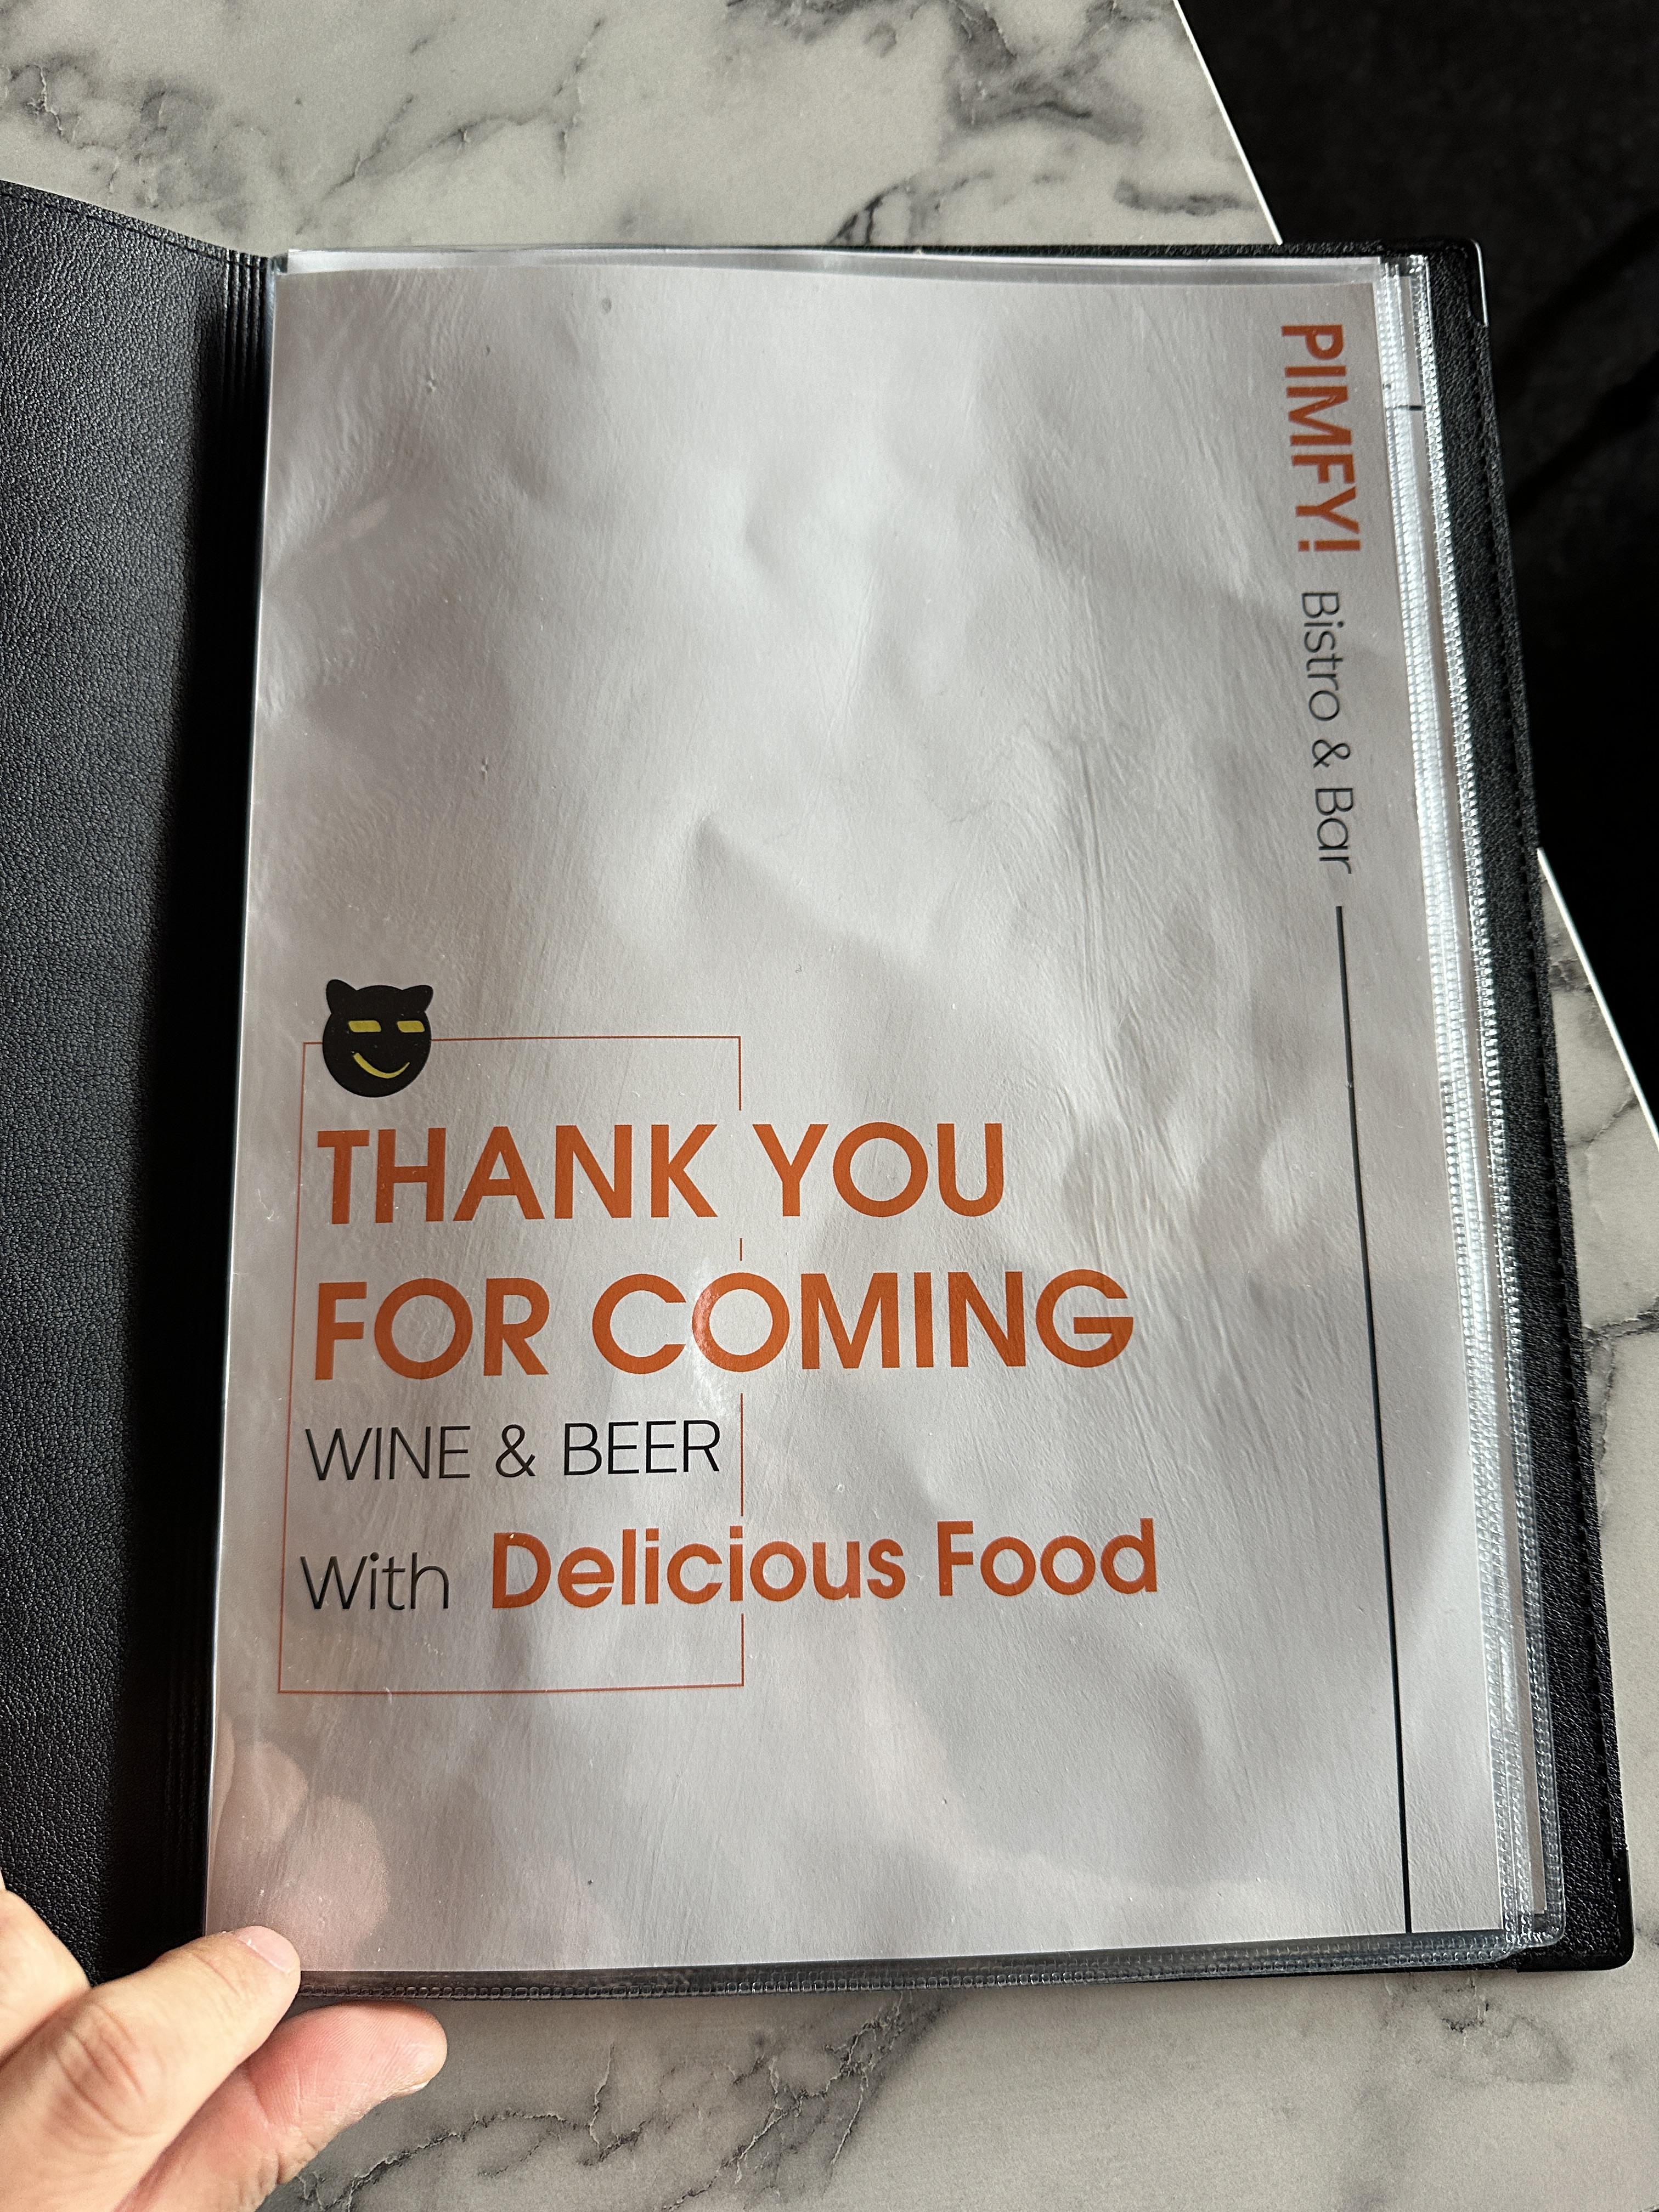 PIMFY! Bistro & Bar
THANK YOU
FOR COMING
WINE & BEER
With Delicious Food